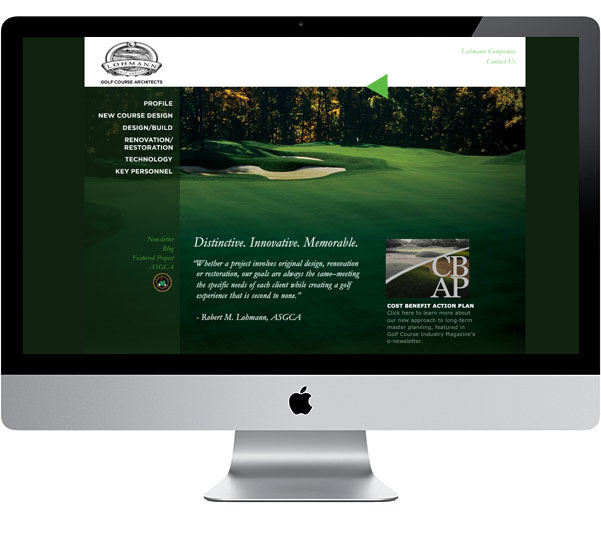 LOHMANN
GOLF COURSE ARCHITECTS
Lohmann Companies
Contact Us
PROFILE
NEW COURSE DESIGN
DESIGN/BUILD
RENOVATION/
RESTORATION
TECHNOLOGY
KEY PERSONNEL
Newsletter
Blog
Featured Project
ASGCA
Distinctive. Innovative. Memorable.
"Whether a project involves original design, renovation
or restoration, our goals are always the same–meeting
the specific needs of each client while creating a golf
experience that is second to none."
- Robert M. Lohmann, ASGCA
CB
AP
COST BENEFIT ACTION PLAN
Click here to learn more about
our new approach to long-term
master planning, featured in
Golf Course Industry Magazine's
e-newsletter.